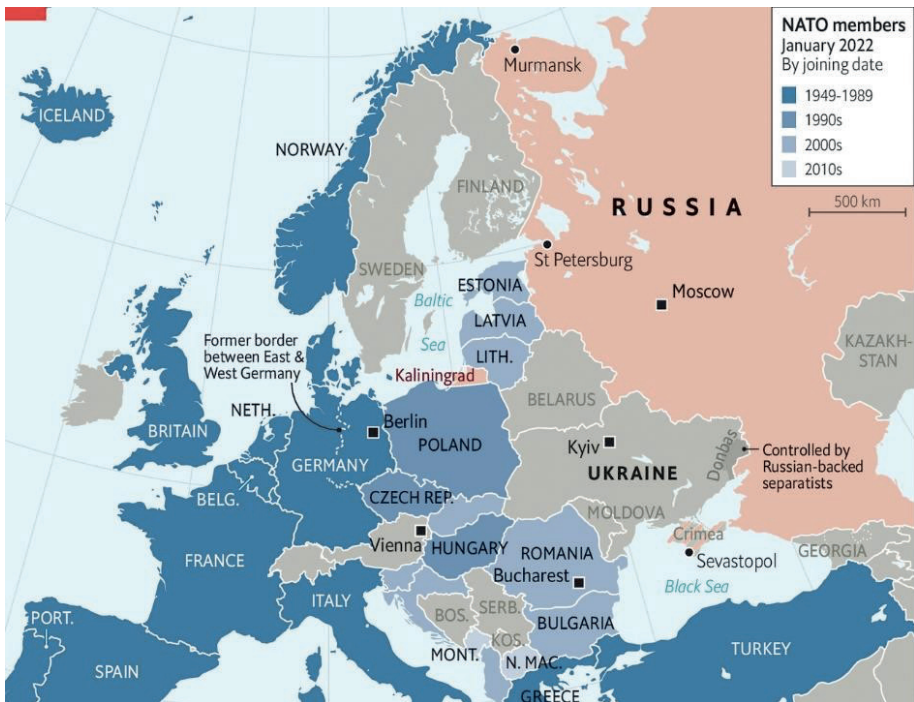 NATO members
January 2022
By joining date
1949-1989
1990s
2000s
2010s
500 km
Murmansk
ICELAND
NORWAY
FINLAND
RUSSIA
SWEDEN
St Petersburg
ESTONIA
Moscow
Baltic
Sea
LATVIA
KAZAKH-
STAN
Former border
between East &
West Germany
LITH.
Kaliningrad
BELARUS
NETH.
Berlin
BRITAIN
POLAND
Kyiv
Donbas
Controlled by
Russian-backed
separatists
GERMANY
UKRAINE
BELG.
CZECH REP.
MOLDOVA
Vienna
Crimea
FRANCE
HUNGARY
ROMANIA
Sevastopol
GEORGIA
Bucharest
Black Sea
ITALY
BOS.
SERB.
PORT.
BULGARIA
KOS.
TURKEY
MONT.
N. MAC.
SPAIN
GREECE